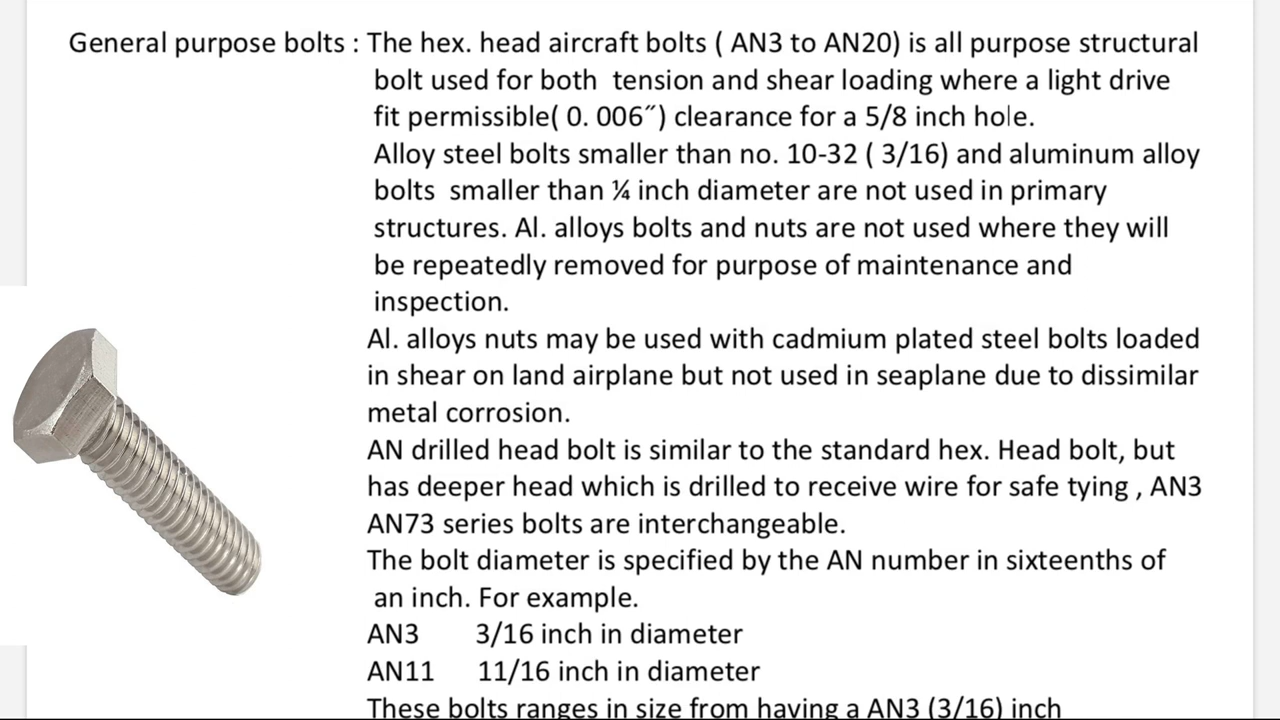 General purpose bolts : The hex. head aircraft bolts ( AN3 to AN20) is all purpose structural
bolt used for both tension and shear loading where a light drive
fit permissible( 0. 006˝) clearance for a 5/8 inch hole.
Alloy steel bolts smaller than no. 10-32 ( 3/16) and aluminum alloy
bolts smaller than ¼ inch diameter are not used in primary
structures. Al. alloys bolts and nuts are not used where they will
be repeatedly removed for purpose of maintenance and
inspection.
Al. alloys nuts may be used with cadmium plated steel bolts loaded
in shear on land airplane but not used in seaplane due to dissimilar
metal corrosion.
AN drilled head bolt is similar to the standard hex. Head bolt, but
has deeper head which is drilled to receive wire for safe tying , AN3
AN73 series bolts are interchangeable.
The bolt diameter is specified by the AN number in sixteenths of
an inch. For example.
AN3 3/16 inch in diameter
AN11 11/16 inch in diameter
These bolts ranges in size from having a AN3 (3/16) inch